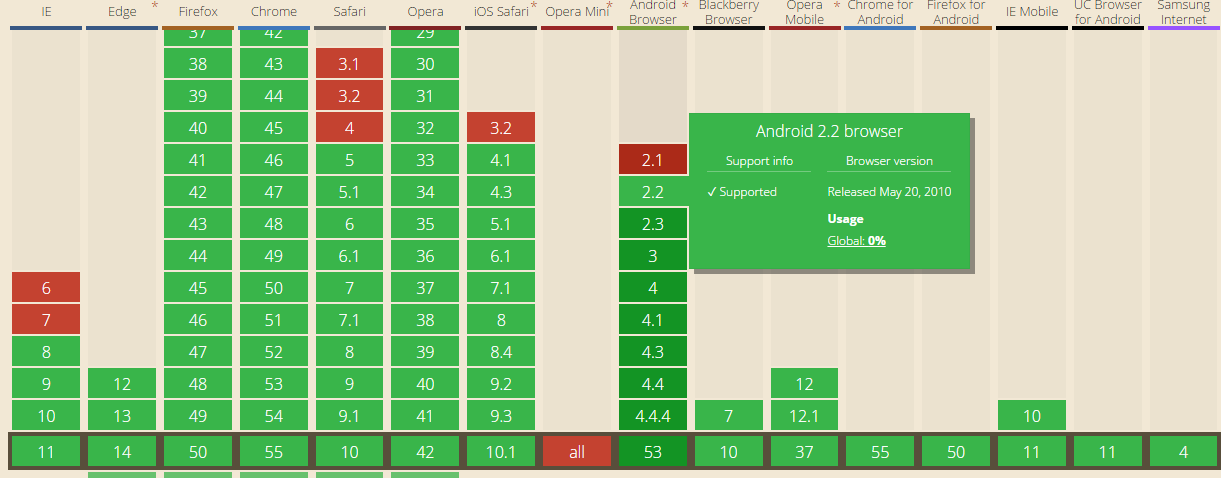 IE Edge * Firefox Chrome Safari Opera iOS Safari * Opera Mini * Android Browser * Blackberry Browser Opera Mobile * Chrome for Android Firefox for Android IE Mobile UC Browser for Android Samsung Internet
37 42 29
38 43 3.1 30
39 44 3.2 31
40 45 4 32 3.2
41 46 5 33 4.1 2.1
42 47 5.1 34 4.3 2.2
43 48 6 35 5.1 2.3
44 49 6.1 36 6.1 3
6 45 50 7 37 7.1 4
7 46 51 7.1 38 8 4.1
8 47 52 8 39 8.4 4.3
9 12 48 53 9 40 9.2 4.4 12
10 13 49 54 9.1 41 9.3 4.4.4 7 12.1 10
11 14 50 55 10 42 10.1 all 53 10 37 55 50 11 11 4
Android 2.2 browser
Support info Browser version
✓ Supported Released May 20, 2010
Usage
Global: 0%